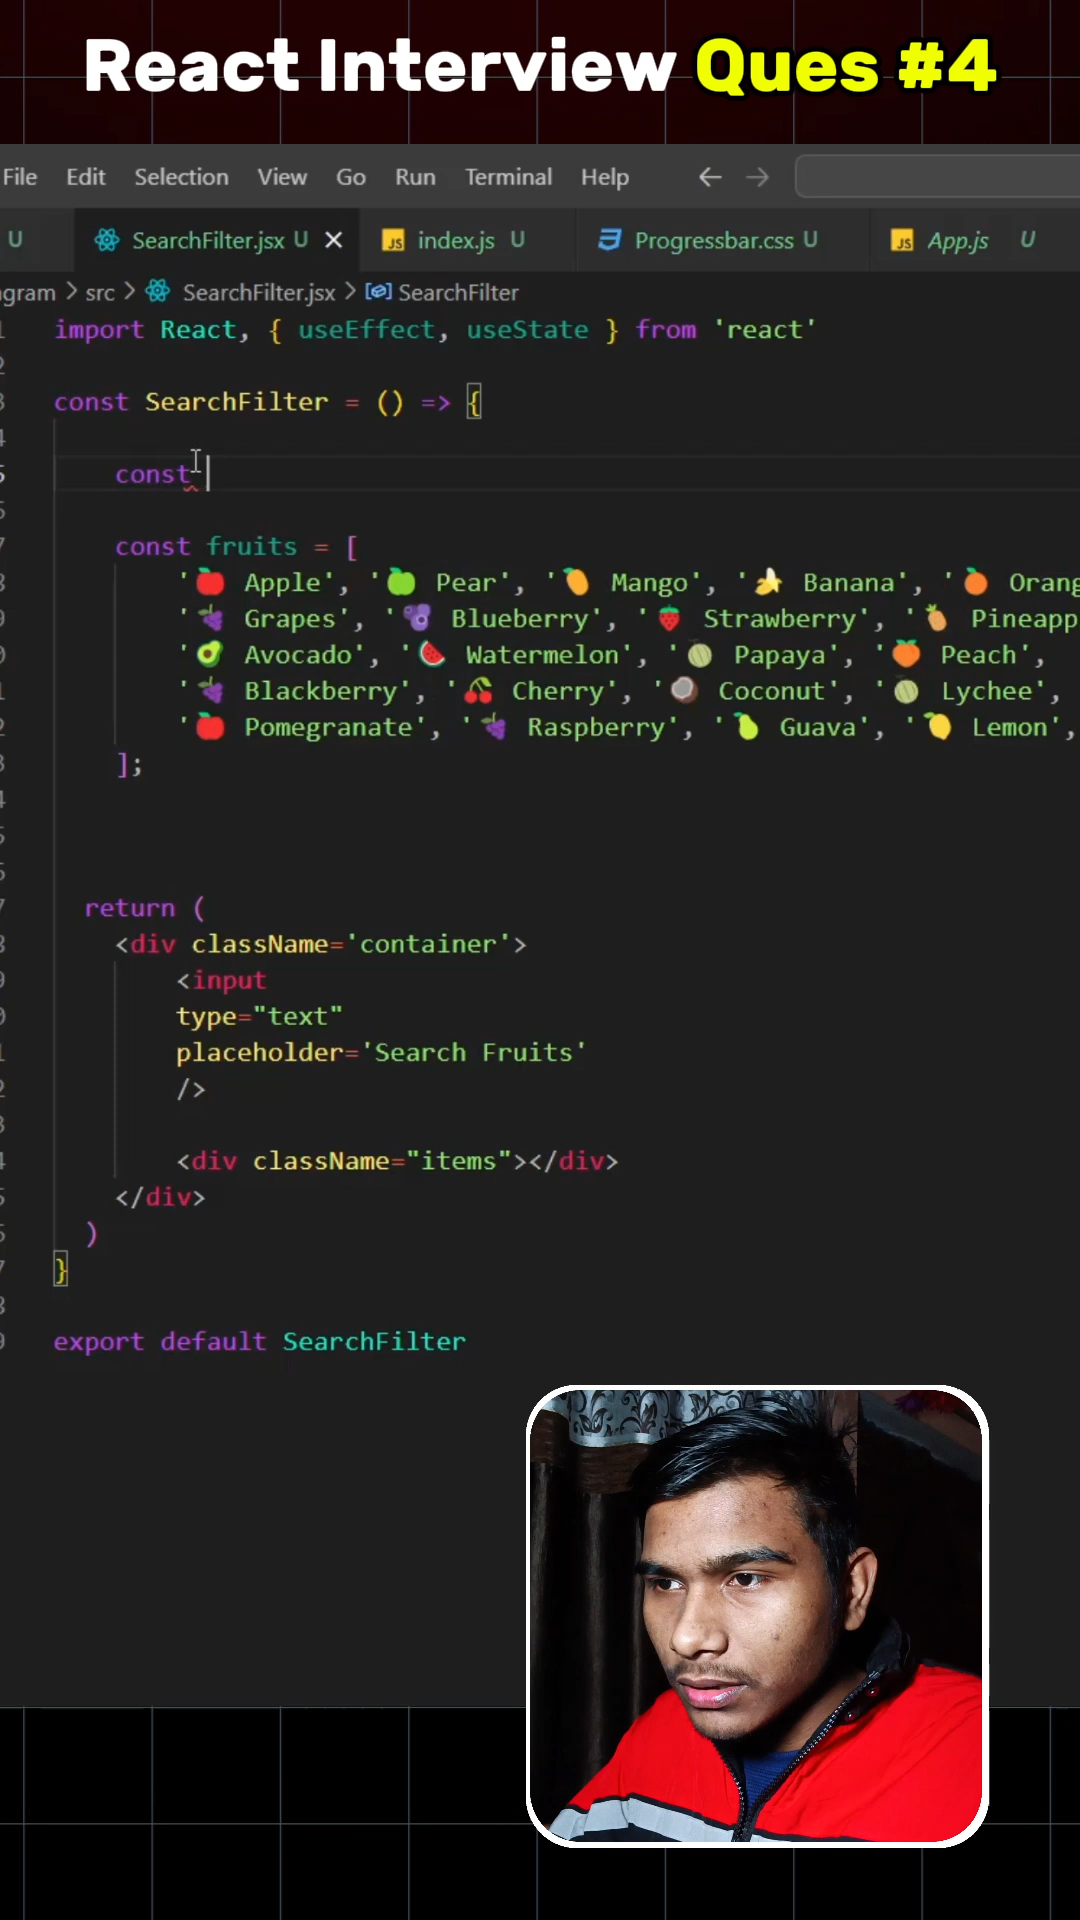 React Interview Ques #4
File Edit Selection View Go Run Terminal Help
U SearchFilter.jsx U JS index.js U Progressbar.css U JS App.js U
src > SearchFilter.jsx > SearchFilter
import React, { useEffect, useState } from 'react'
const SearchFilter = () => {
const
const fruits = [
'🍎 Apple', '🍏 Pear', '🥭 Mango', '🍌 Banana', '🍊
'🍇 Grapes', '🫐 Blueberry', '🍓 Strawberry', '🍍
'🥑 Avocado', '🍉 Watermelon', '🍈 Papaya', '🍑 Peach',
'🍇 Blackberry', '🍒 Cherry', '🥥 Coconut', '🍈 Lychee',
'🍎 Pomegranate', '🍇 Raspberry', '🍐 Guava', '🍋 Lemon',
];
return (
<div className='container'>
<input
type="text"
placeholder='Search Fruits'
/>
<div className="items"></div>
</div>
)
}
export default SearchFilter